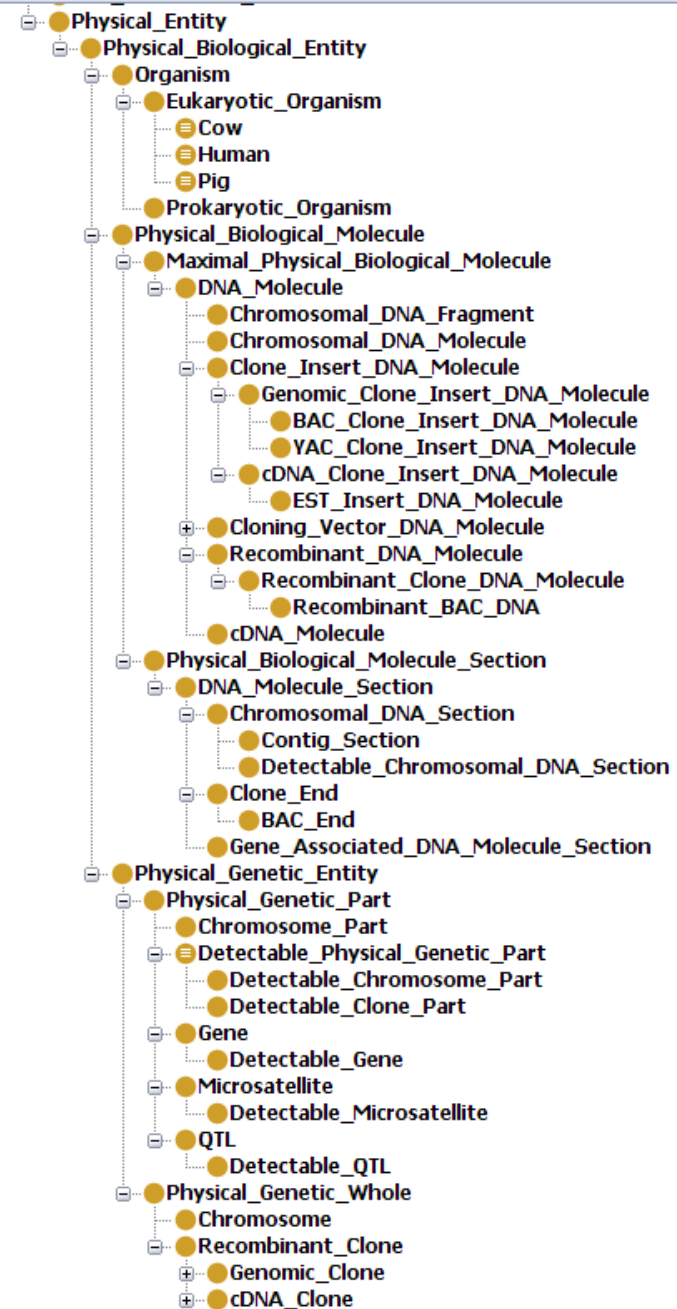 Physical_Entity
Physical_Biological_Entity
Organism
Eukaryotic_Organism
Cow
Human
Pig
Prokaryotic_Organism
Physical_Biological_Molecule
Maximal_Physical_Biological_Molecule
DNA_Molecule
Chromosomal_DNA_Fragment
Chromosomal_DNA_Molecule
Clone_Insert_DNA_Molecule
Genomic_Clone_Insert_DNA_Molecule
BAC_Clone_Insert_DNA_Molecule
YAC_Clone_Insert_DNA_Molecule
cDNA_Clone_Insert_DNA_Molecule
EST_Insert_DNA_Molecule
Cloning_Vector_DNA_Molecule
Recombinant_DNA_Molecule
Recombinant_Clone_DNA_Molecule
Recombinant_BAC_DNA
cDNA_Molecule
Physical_Biological_Molecule_Section
DNA_Molecule_Section
Chromosomal_DNA_Section
Contig_Section
Detectable_Chromosomal_DNA_Section
Clone_End
BAC_End
Gene_Associated_DNA_Molecule_Section
Physical_Genetic_Entity
Physical_Genetic_Part
Chromosome_Part
Detectable_Physical_Genetic_Part
Detectable_Chromosome_Part
Detectable_Clone_Part
Gene
Detectable_Gene
Microsatellite
Detectable_Microsatellite
QTL
Detectable_QTL
Physical_Genetic_Whole
Chromosome
Recombinant_Clone
Genomic_Clone
cDNA_Clone